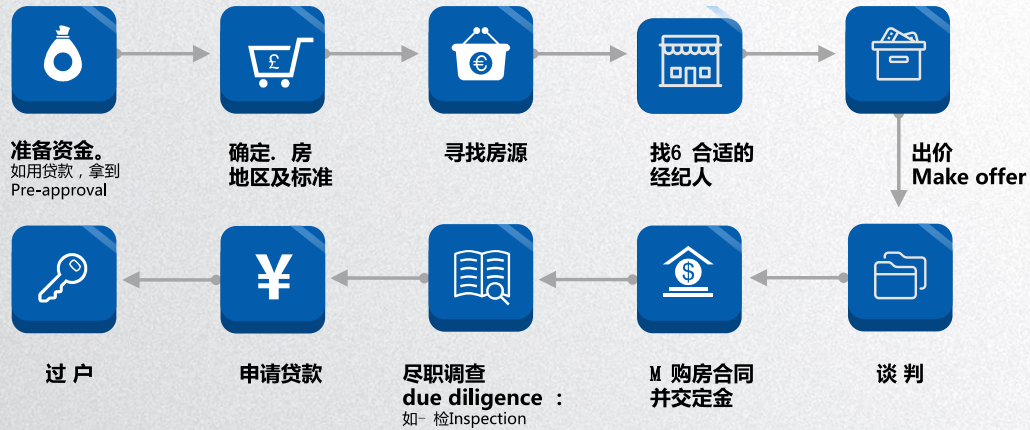 准备资金。
如用贷款，拿到
Pre-approval
确定. 房
地区及标准
寻找房源
找6 合适的
经纪人
出价
Make offer
过 户
申请贷款
尽职调查
due diligence ：
如- 检Inspection
M 购房合同
并交定金
谈 判